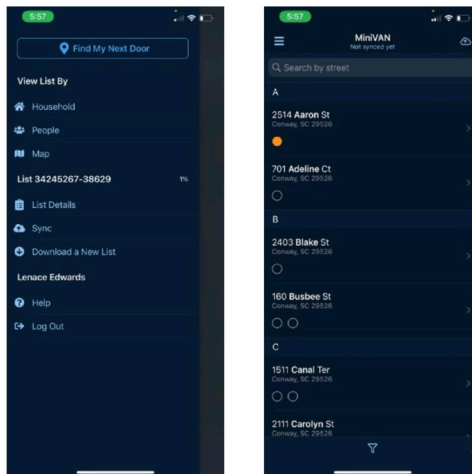 5:57
Find My Next Door
View List By
Household
People
Map
List 34245267-38629 1%
List Details
Sync
Download a New List
Lenace Edwards
Help
Log Out
5:57
MiniVAN
Not synced yet
Search by street
A
2514 Aaron St
Conway, SC 29526
701 Adeline Ct
Conway, SC 29526
B
2403 Blake St
Conway, SC 29526
160 Busbee St
Conway, SC 29526
C
1511 Canal Ter
Conway, SC 29526
2111 Carolyn St
Conway, SC 29526